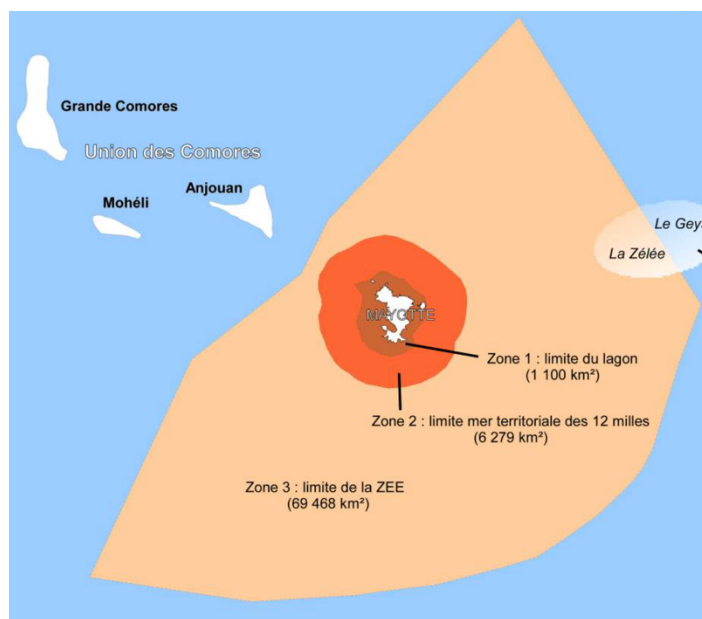 Grande Comores
Union des Comores
Anjouan
Mohéli
Le Gey
La Zélée
MAYOTTE
Zone 1 : limite du lagon
(1 100 km²)
Zone 2 : limite mer territoriale des 12 milles
(6 279 km²)
Zone 3 : limite de la ZEE
(69 468 km²)